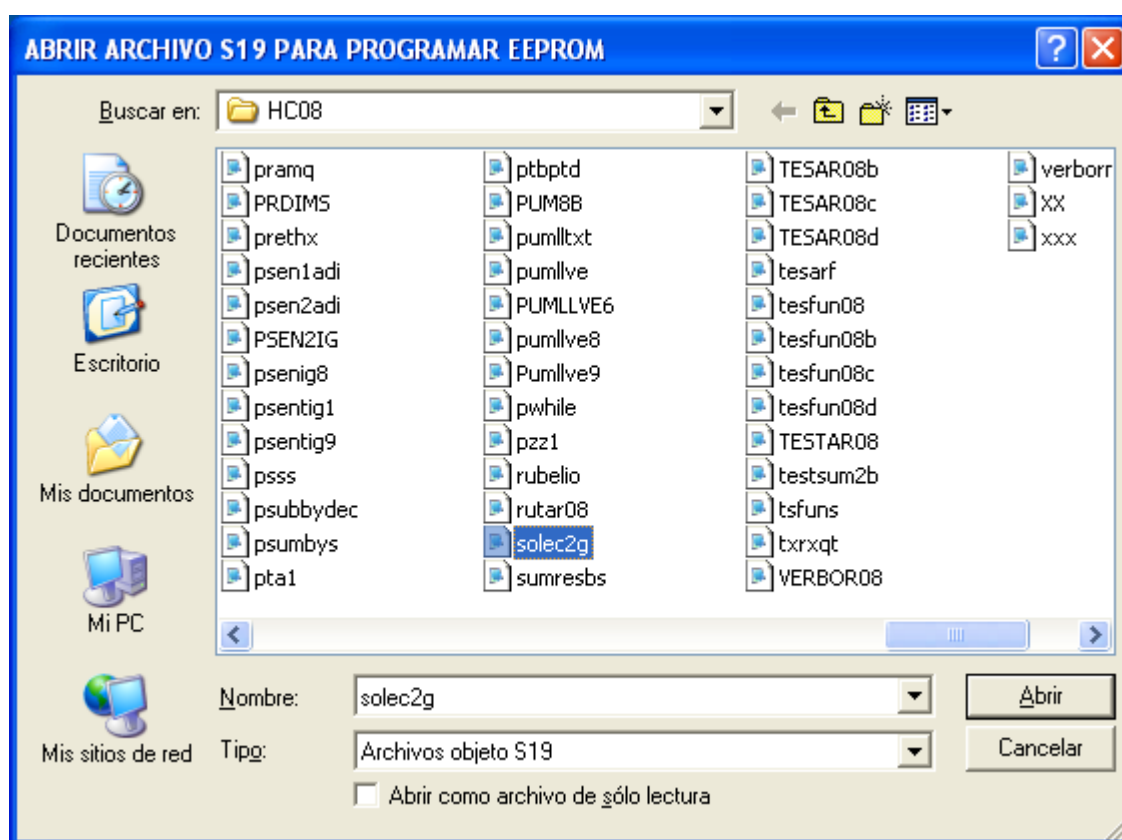 ABRIR ARCHIVO S19 PARA PROGRAMAR EEPROM
Buscar en: HC08
Documentos recientes
Escritorio
Mis documentos
Mi PC
Mis sitios de red
pramq
PRDIMS
prethx
psen1adi
psen2adi
PSEN2IG
psenig8
psentig1
psentig9
psss
psubbydec
psumbys
pta1
ptbptd
PUM8B
pumlltxt
pumllve
PUMLLVE6
pumllve8
Pumllve9
pwhile
pzz1
rubelio
rutar08
solec2g
sumresbs
TESAR08b
TESAR08c
TESAR08d
tesarf
tesfun08
tesfun08b
tesfun08c
tesfun08d
TESTAR08
testsum2b
tsfuns
txrxqt
VERBOR08
XX
xxx
Nombre: solec2g
Abrir
Tipo: Archivos objeto S19
Cancelar
Abrir como archivo de sólo lectura